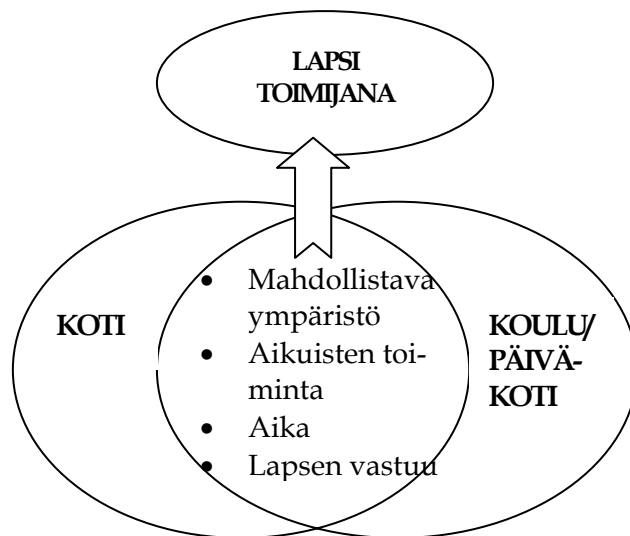 LAPSI
TOIMIJANA
KOTI
• Mahdollistava
ympäristö
• Aikuisten toi-
minta
• Aika
• Lapsen vastuu
KOULU/
PÄIVÄ-
KOTI